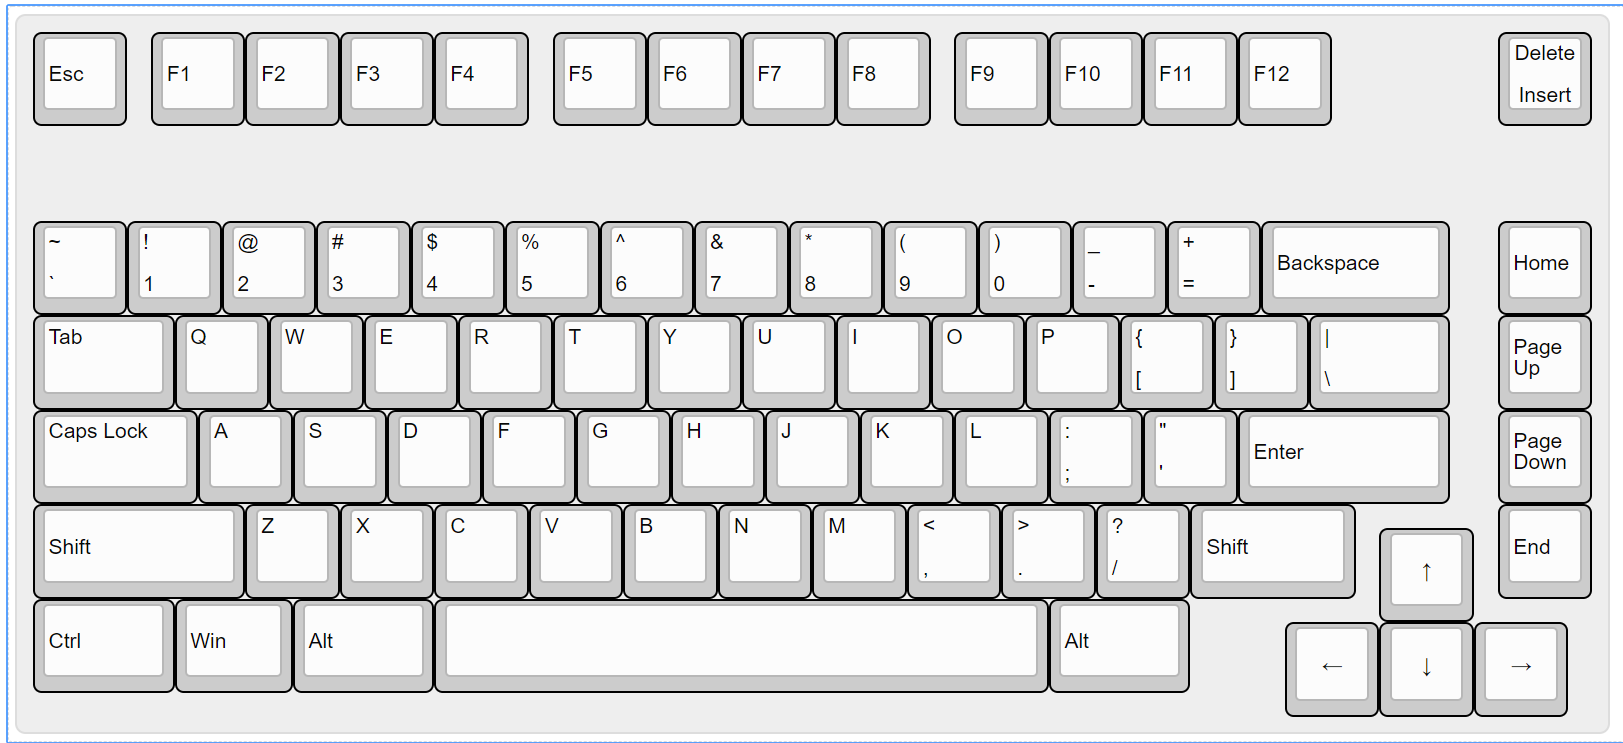 Esc F1 F2 F3 F4 F5 F6 F7 F8 F9 F10 F11 F12 Delete
Insert
~ ! @ # $ % ^ & * ( ) _ +
` 1 2 3 4 5 6 7 8 9 0 - = Backspace Home
Tab Q W E R T Y U I O P { } | Page
Up
[ ] \
Caps Lock A S D F G H J K L : " Enter Page
Down
; '
Shift Z X C V B N M < > ? Shift End
, . /
↑
Ctrl Win Alt Alt
← ↓ →